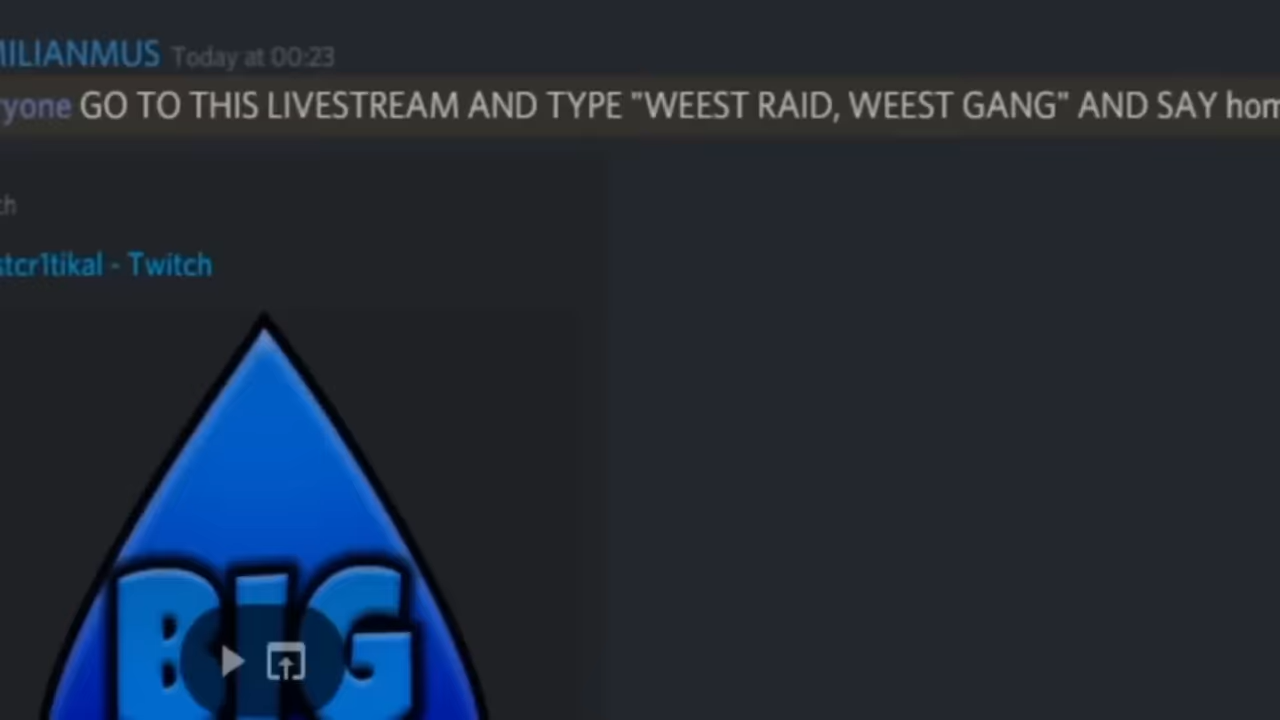 MILIANMUS Today at 00:23
ryone GO TO THIS LIVESTREAM AND TYPE "WEEST RAID, WEEST GANG" AND SAY hom
ch
stcr1tikal - Twitch
BIG